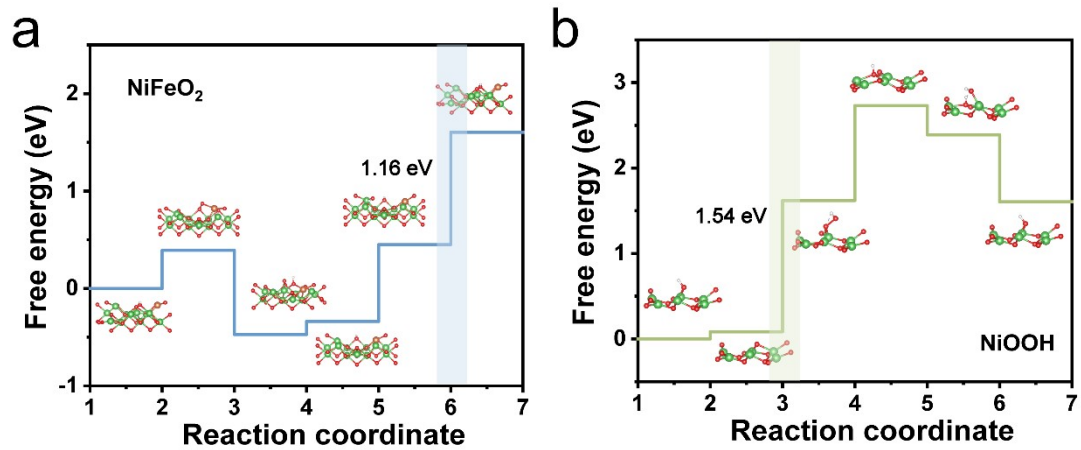 a
NiFeO₂
Free energy (eV)
2
1
0
-1
1.16 eV
1 2 3 4 5 6 7
Reaction coordinate
b
Free energy (eV)
3
2
1
0
1.54 eV
NiOOH
1 2 3 4 5 6 7
Reaction coordinate